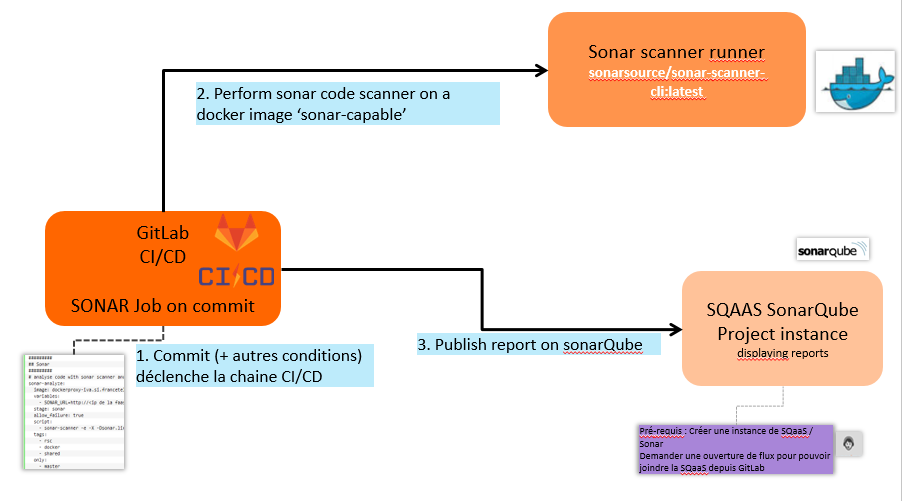 Sonar scanner runner
sonarsource/sonar-scanner-
cli:latest
2. Perform sonar code scanner on a
docker image ‘sonar-capable’
GitLab
CI/CD
CI/CD
SONAR Job on commit
sonarqube
SQAAS SonarQube
Project instance
displaying reports
3. Publish report on sonarQube
1. Commit (+ autres conditions)
déclenche la chaine CI/CD
#########
## Sonar
#########
# analyse code with sonar scanner an
sonar-analyze:
image: dockerproxy-iva.si.francete
variables:
- SONAR_URL=http://<ip de la
stage: sonar
allow_failure: true
script:
- sonar-scanner -e -X -Dsonar.
tags:
- rsc
- docker
- shared
only:
- master
Pré-requis : Créer une instance de SQaaS /
Sonar
Demander une ouverture de flux pour pouvoir
joindre la SQaaS depuis GitLab